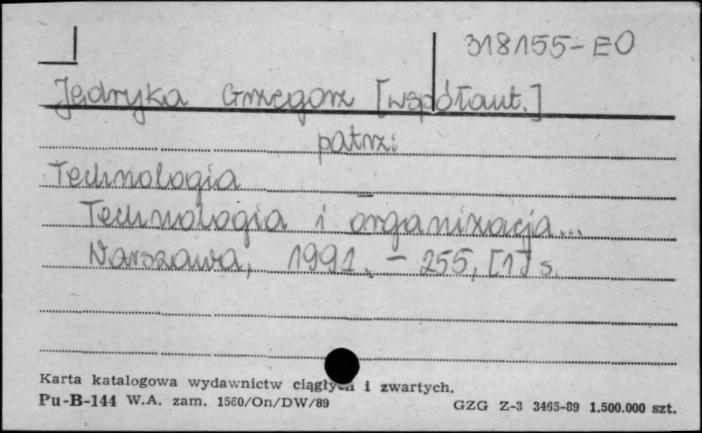 318155-EO
Jędryka Grzegorz [współaut.]
patrz:
Technologia
Technologia i organizacja...
Warszawa, 1991. - 255, [1] s.
Karta katalogowa wydawnictw ciągłych i zwartych.
Pu-B-144 W.A. zam. 1560/On/DW/89 GZG Z-3 3465-89 1.500.000 szt.